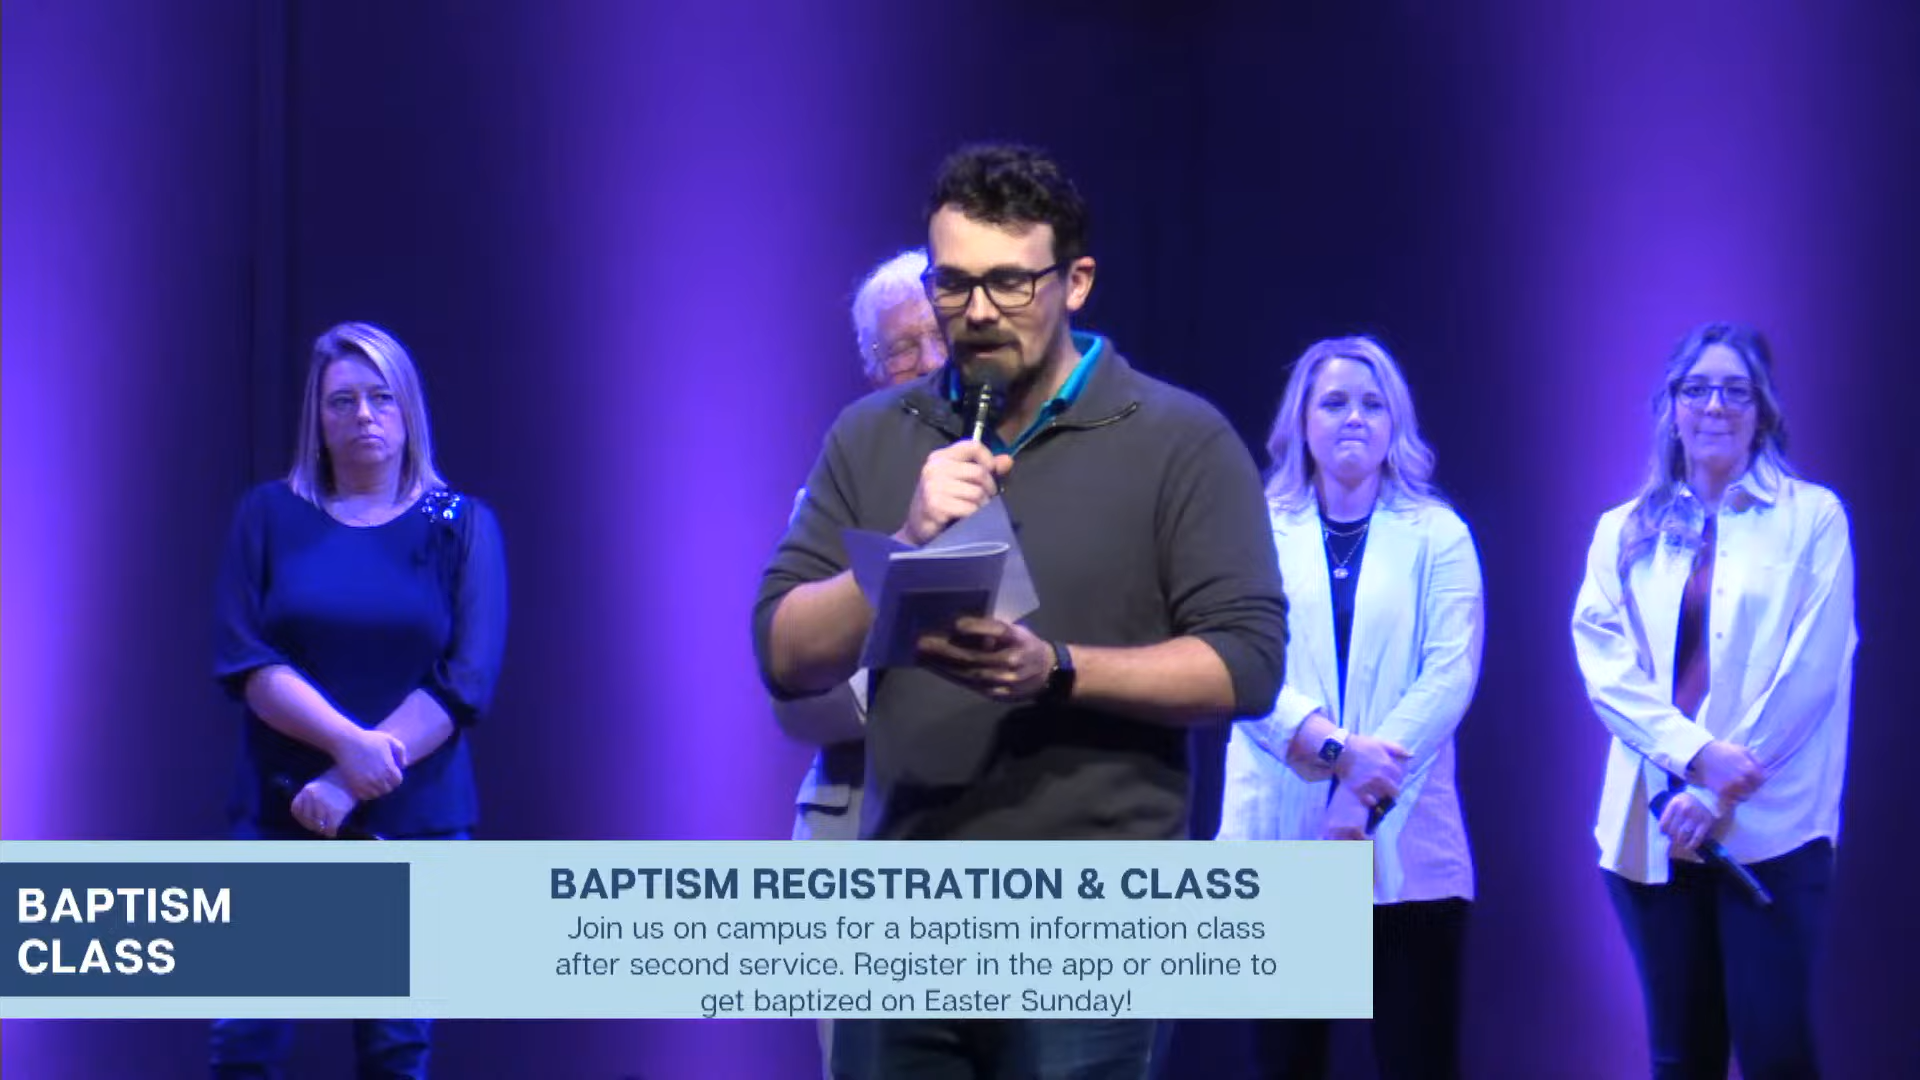 BAPTISM
CLASS
BAPTISM REGISTRATION & CLASS
Join us on campus for a baptism information class
after second service. Register in the app or online to
get baptized on Easter Sunday!